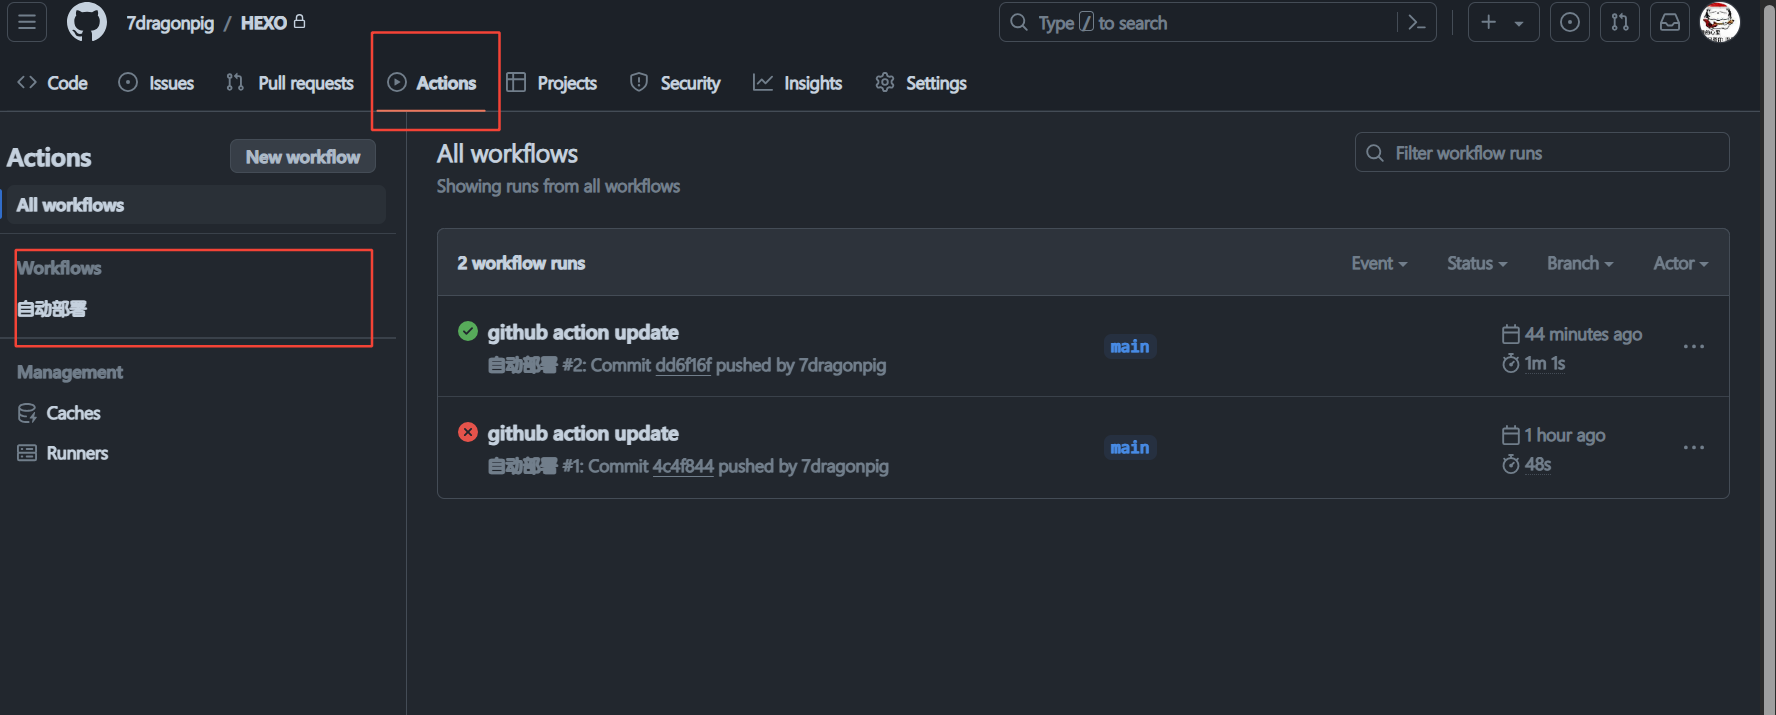 7dragonpig / HEXO
Type / to search
Code
Issues
Pull requests
Actions
Projects
Security
Insights
Settings
Actions
New workflow
All workflows
Workflows
自动部署
Management
Caches
Runners
All workflows
Showing runs from all workflows
Filter workflow runs
2 workflow runs
Event
Status
Branch
Actor
github action update
自动部署 #2: Commit dd6f16f pushed by 7dragonpig
main
44 minutes ago
1m 1s
github action update
自动部署 #1: Commit 4c4f844 pushed by 7dragonpig
main
1 hour ago
48s